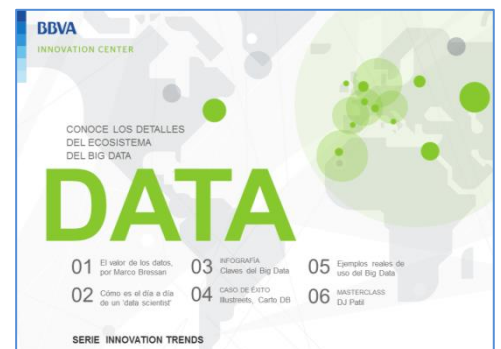 BBVA
INNOVATION CENTER
CONOCE LOS DETALLES
DEL ECOSISTEMA
DEL BIG DATA
DATA
01 El valor de los datos,
por Marco Bressan
02 Cómo es el día a día
de un 'data scientist'
03 INFOGRAFÍA
Claves del Big Data
04 CASO DE ÉXITO
Illustreets, Carto DB
05 Ejemplos reales de
uso del Big Data
06 MASTERCLASS
DJ Patil
SERIE INNOVATION TRENDS